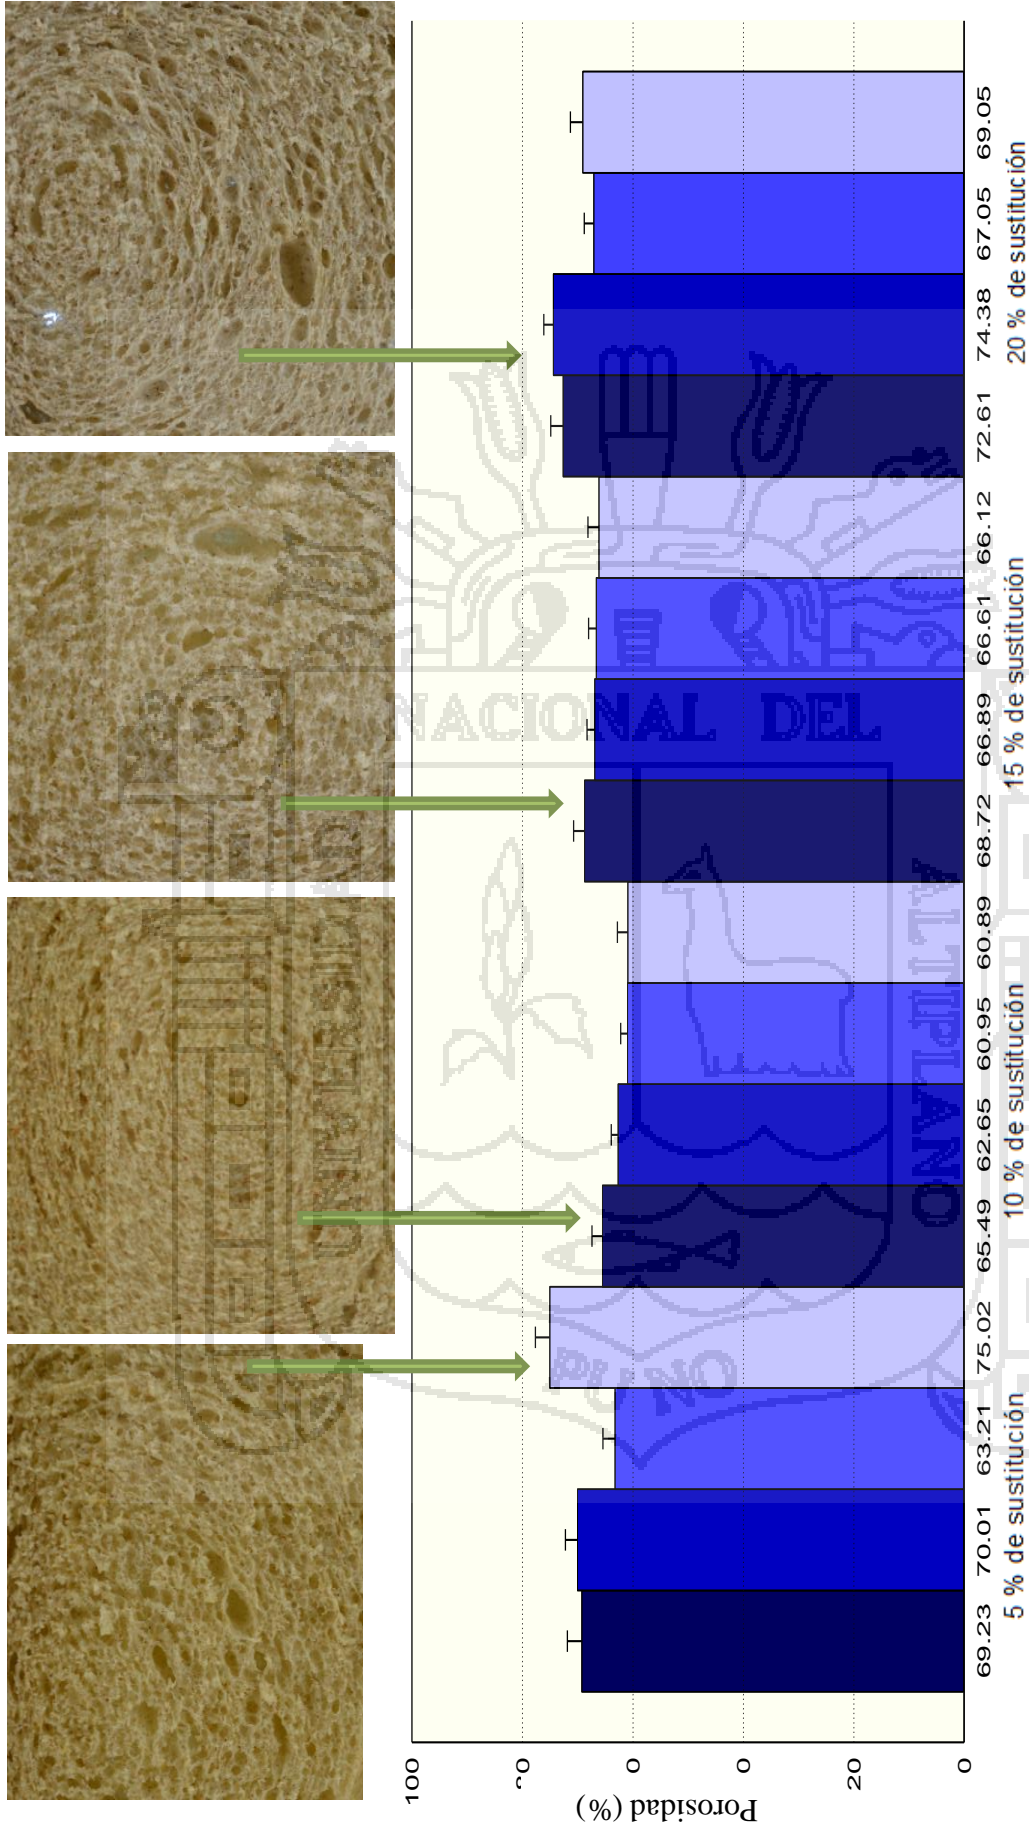 Porosidad (%)
100
0
0
20
0
69.23 70.01 63.21 75.02 65.49 62.65 60.95 60.89 68.72 66.89 66.61 66.12 72.61 74.38 67.05 69.05
5 % de sustitución 10 % de sustitución 15 % de sustitución 20 % de sustitución
NACIONAL DEL
ALTIPLANO
PUNO